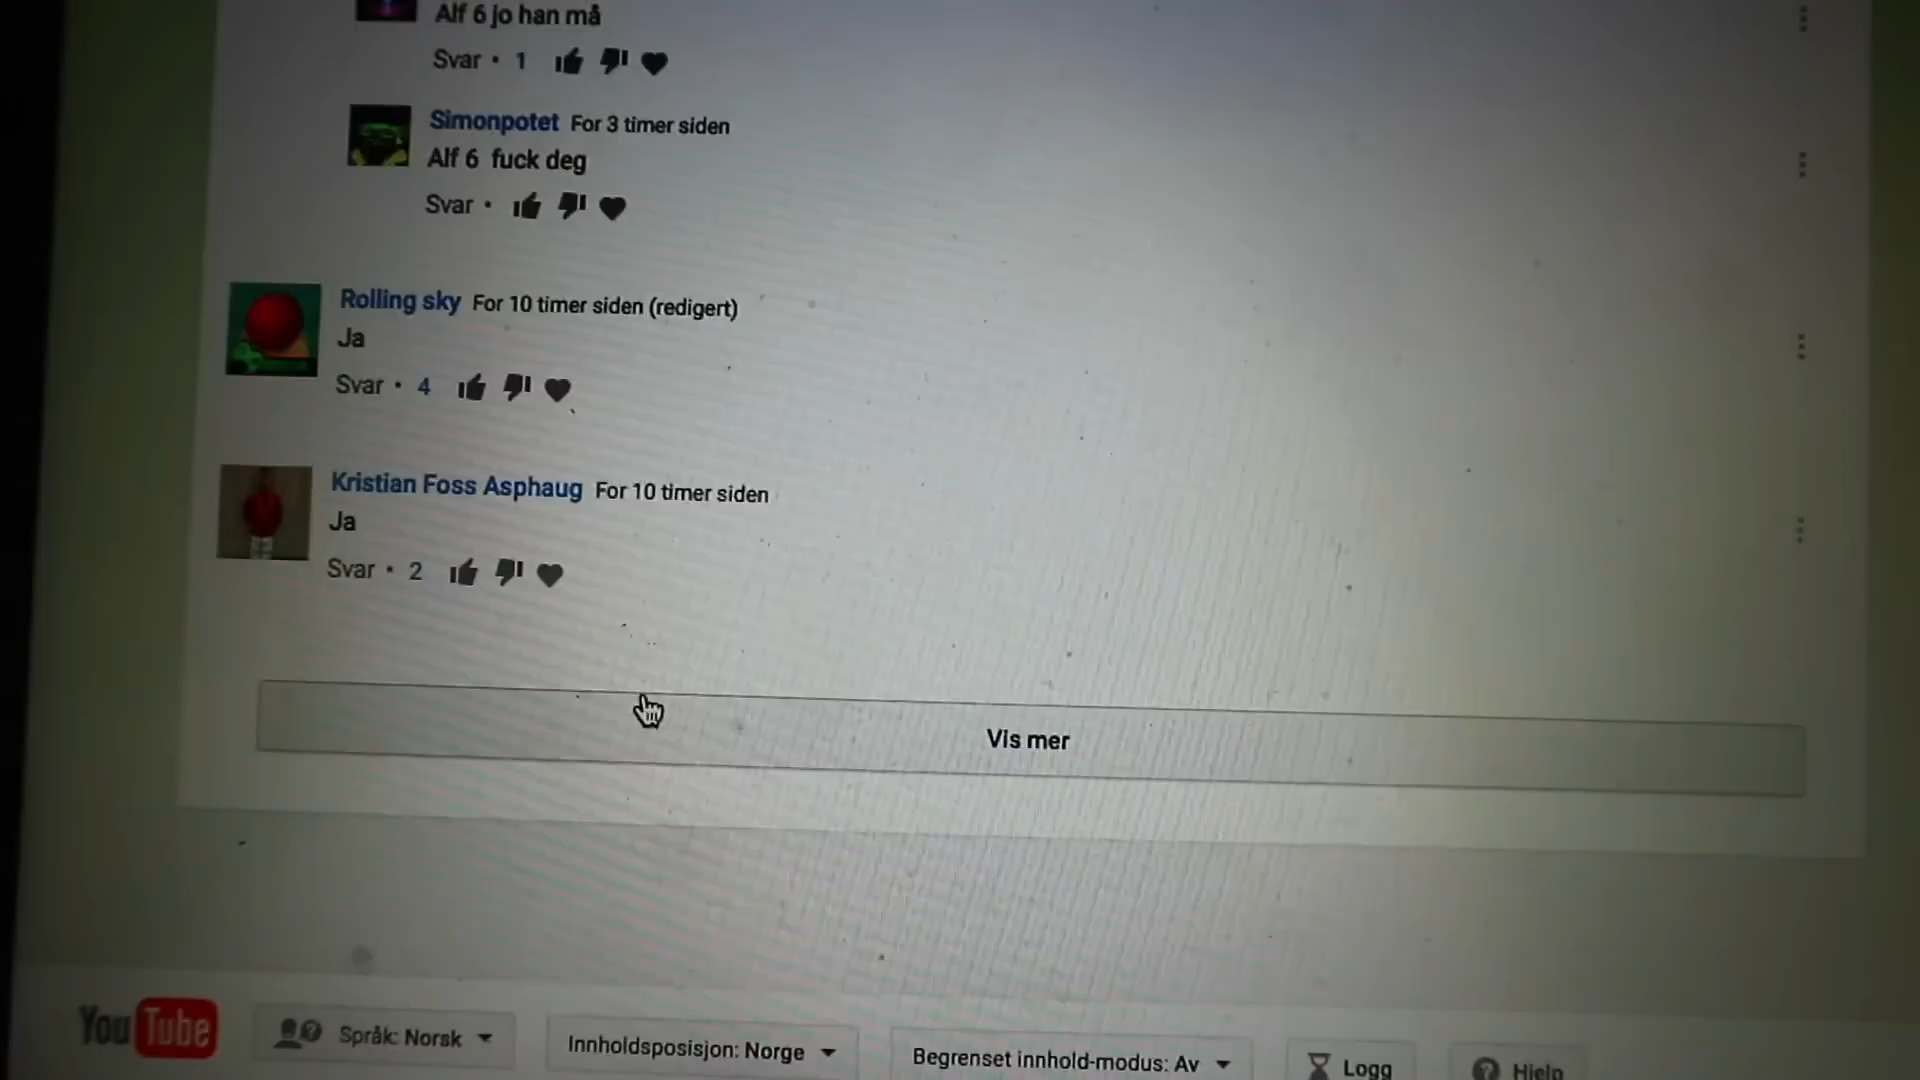 Alf 6 jo han må
Svar • 1
Simonpotet For 3 timer siden
Alf 6 fuck deg
Svar •
Rolling sky For 10 timer siden (redigert)
Ja
Svar • 4
Kristian Foss Asphaug For 10 timer siden
Ja
Svar • 2
Vis mer
YouTube Språk: Norsk Innholdsposisjon: Norge Begrenset innhold-modus: Av Logg Hjelp